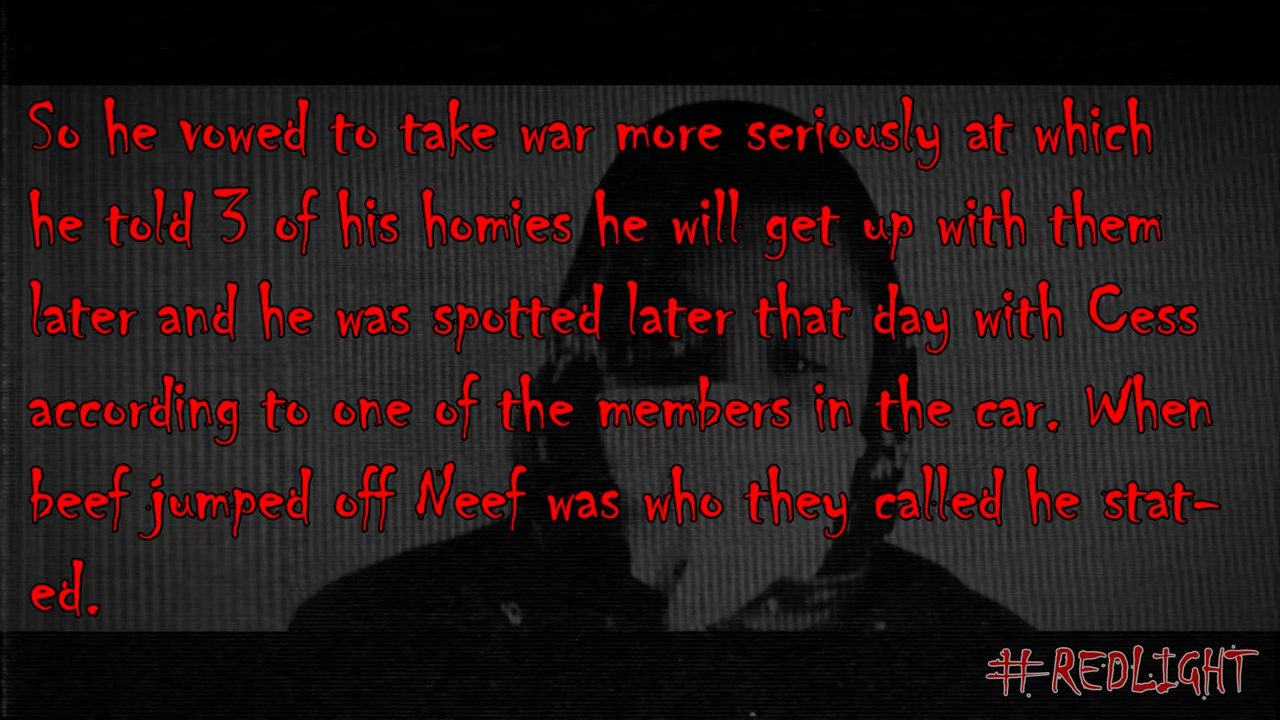 So he vowed to take war more seriously at which
he told 3 of his homies he will get up with them
later and he was spotted later that day with Cess
according to one of the members in the car. When
beef jumped off Neef was who they called he stat-
ed.
#REDLIGHT